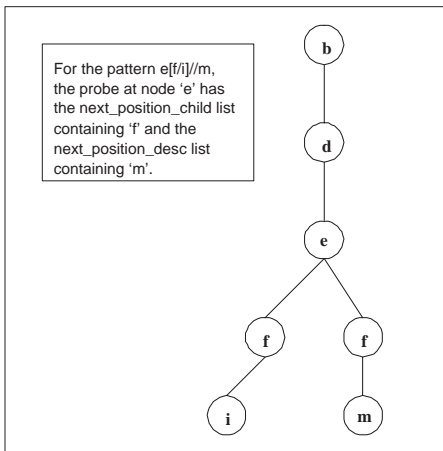 For the pattern e[f/i]//m,
the probe at node ‘e’ has
the next_position_child list
containing ‘f’ and the
next_position_desc list
containing ‘m’.
b
d
e
f f
i m